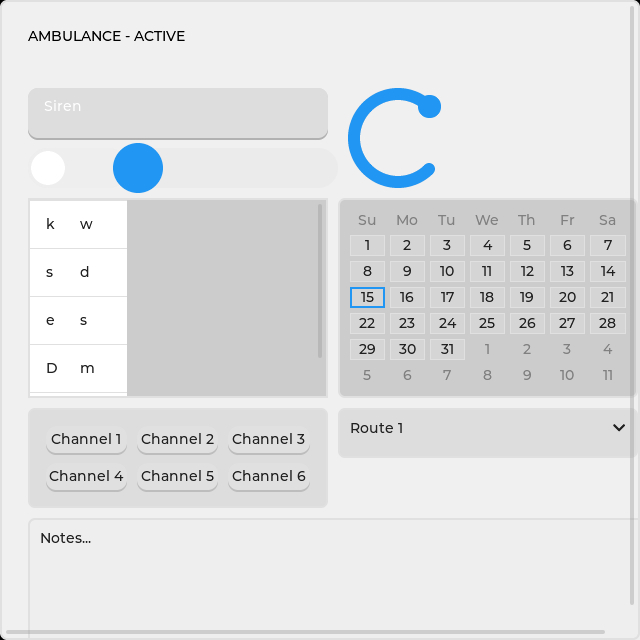 AMBULANCE - ACTIVE
Siren
k w
s d
e s
D m
Su Mo Tu We Th Fr Sa
1 2 3 4 5 6 7
8 9 10 11 12 13 14
15 16 17 18 19 20 21
22 23 24 25 26 27 28
29 30 31 1 2 3 4
5 6 7 8 9 10 11
Channel 1 Channel 2 Channel 3
Channel 4 Channel 5 Channel 6
Route 1
Notes...